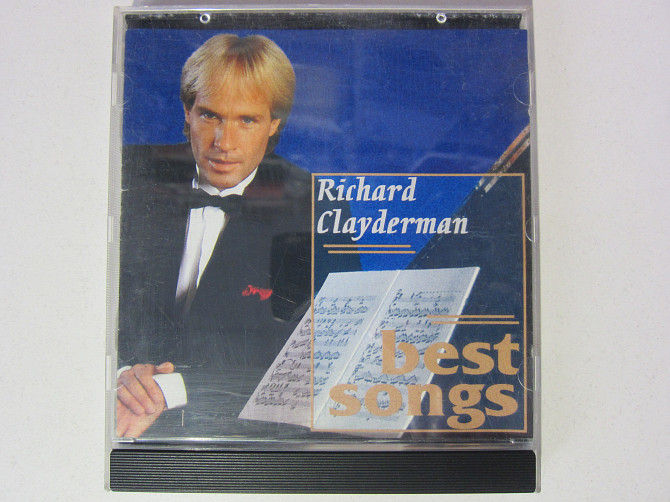 Richard
Clayderman
best
songs